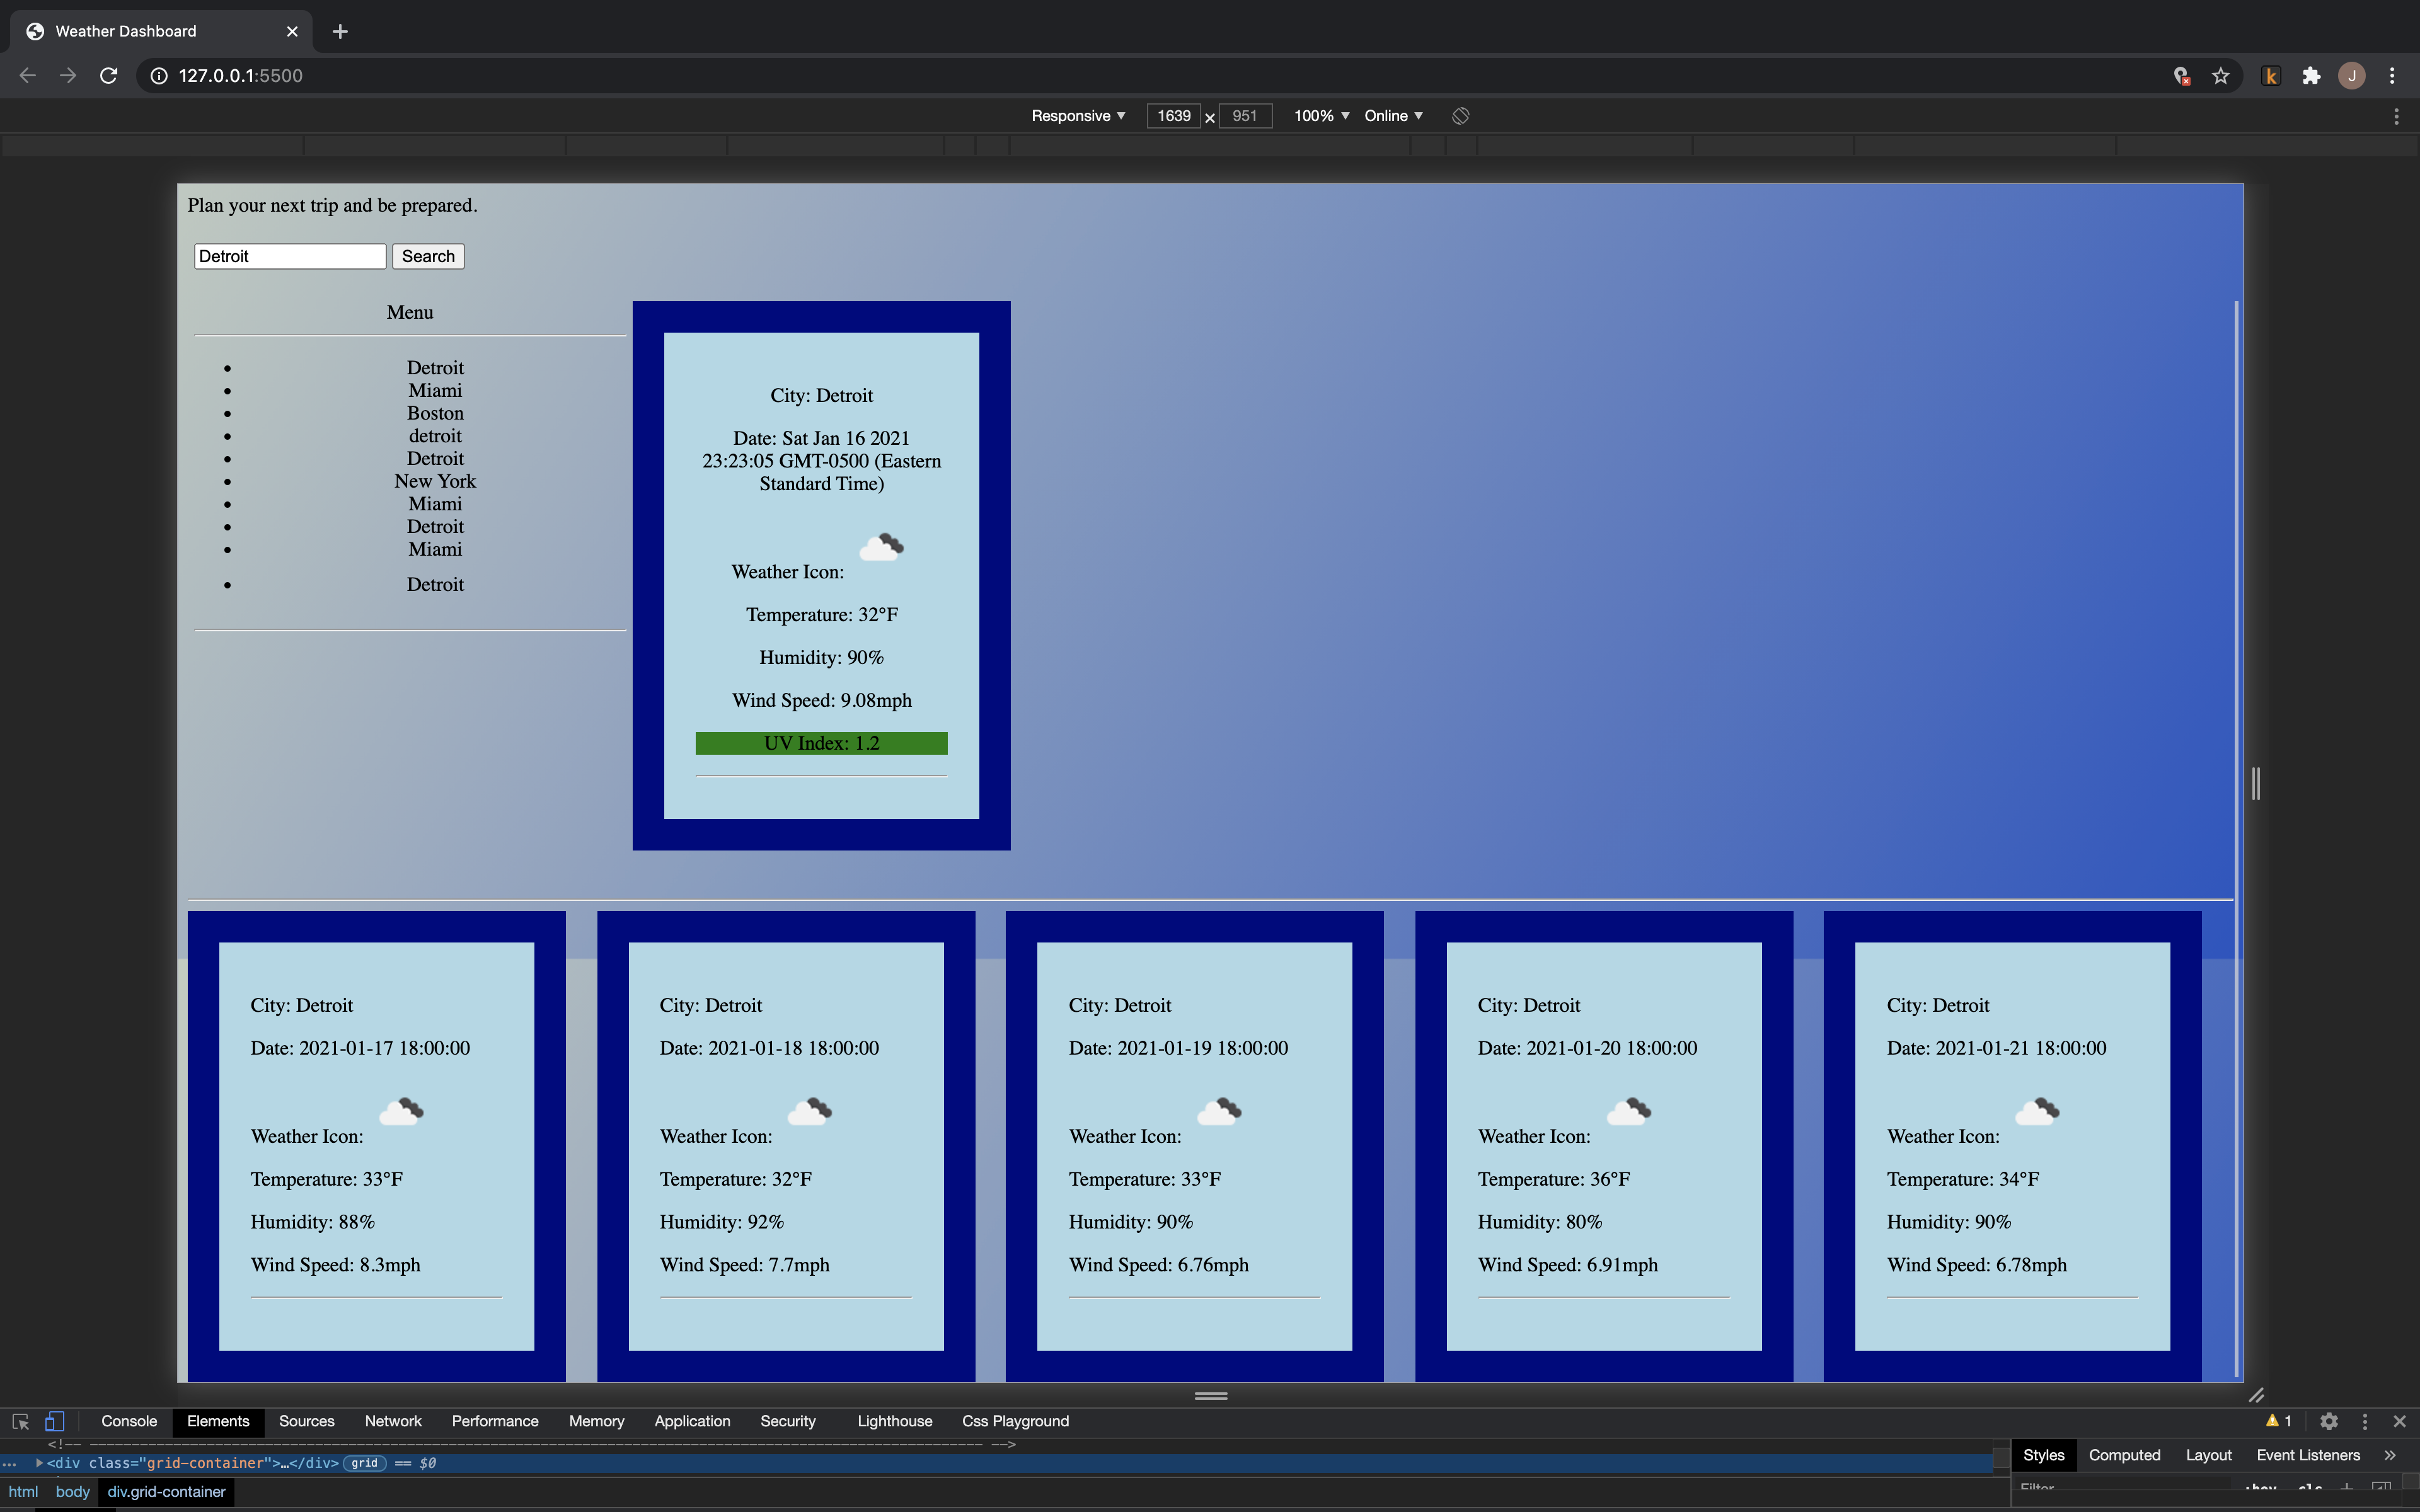 Weather Dashboard
127.0.0.1:5500
k
J
Responsive ▼ 1639 × 951 100% ▼ Online ▼
Plan your next trip and be prepared.
Detroit Search
Menu
• Detroit
• Miami
• Boston
• detroit
• Detroit
• New York
• Miami
• Detroit
• Miami
• Detroit
City: Detroit
Date: Sat Jan 16 2021
23:23:05 GMT-0500 (Eastern
Standard Time)
Weather Icon:
Temperature: 32°F
Humidity: 90%
Wind Speed: 9.08mph
UV Index: 1.2
City: Detroit
Date: 2021-01-17 18:00:00
Weather Icon:
Temperature: 33°F
Humidity: 88%
Wind Speed: 8.3mph
City: Detroit
Date: 2021-01-18 18:00:00
Weather Icon:
Temperature: 32°F
Humidity: 92%
Wind Speed: 7.7mph
City: Detroit
Date: 2021-01-19 18:00:00
Weather Icon:
Temperature: 33°F
Humidity: 90%
Wind Speed: 6.76mph
City: Detroit
Date: 2021-01-20 18:00:00
Weather Icon:
Temperature: 36°F
Humidity: 80%
Wind Speed: 6.91mph
City: Detroit
Date: 2021-01-21 18:00:00
Weather Icon:
Temperature: 34°F
Humidity: 90%
Wind Speed: 6.78mph
Console Elements Sources Network Performance Memory Application Security Lighthouse Css Playground 1
<div class="grid-container">…</div> grid == $0
html body div.grid-container
Styles Computed Layout Event Listeners »
Filter :hov .cls +